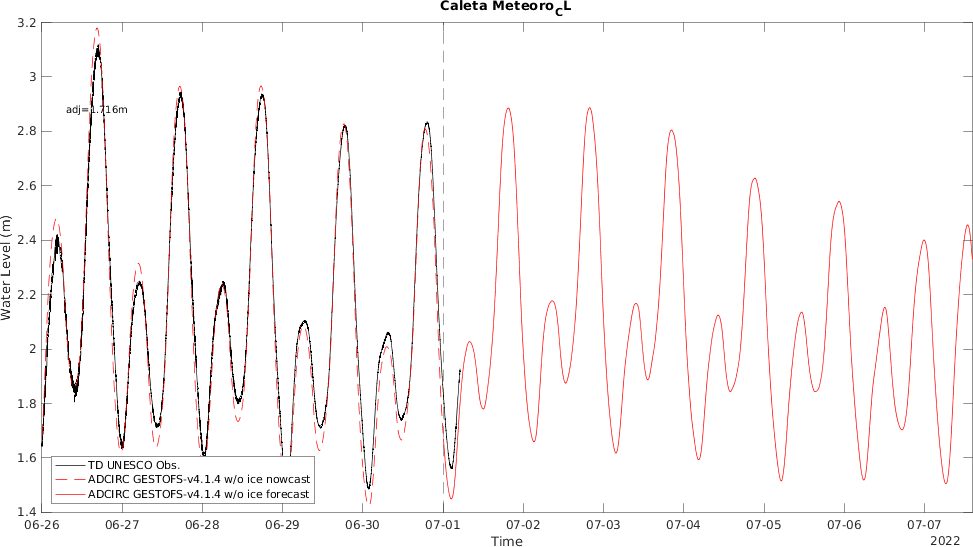 Caleta Meteoro_CL
3.2
3
2.8
2.6
2.4
2.2
2
1.8
1.6
1.4
Water Level (m)
adj=1.716m
TD UNESCO Obs.
ADCIRC GESTOFS-v4.1.4 w/o ice nowcast
ADCIRC GESTOFS-v4.1.4 w/o ice forecast
06-26 06-27 06-28 06-29 06-30 07-01 07-02 07-03 07-04 07-05 07-06 07-07
Time
2022